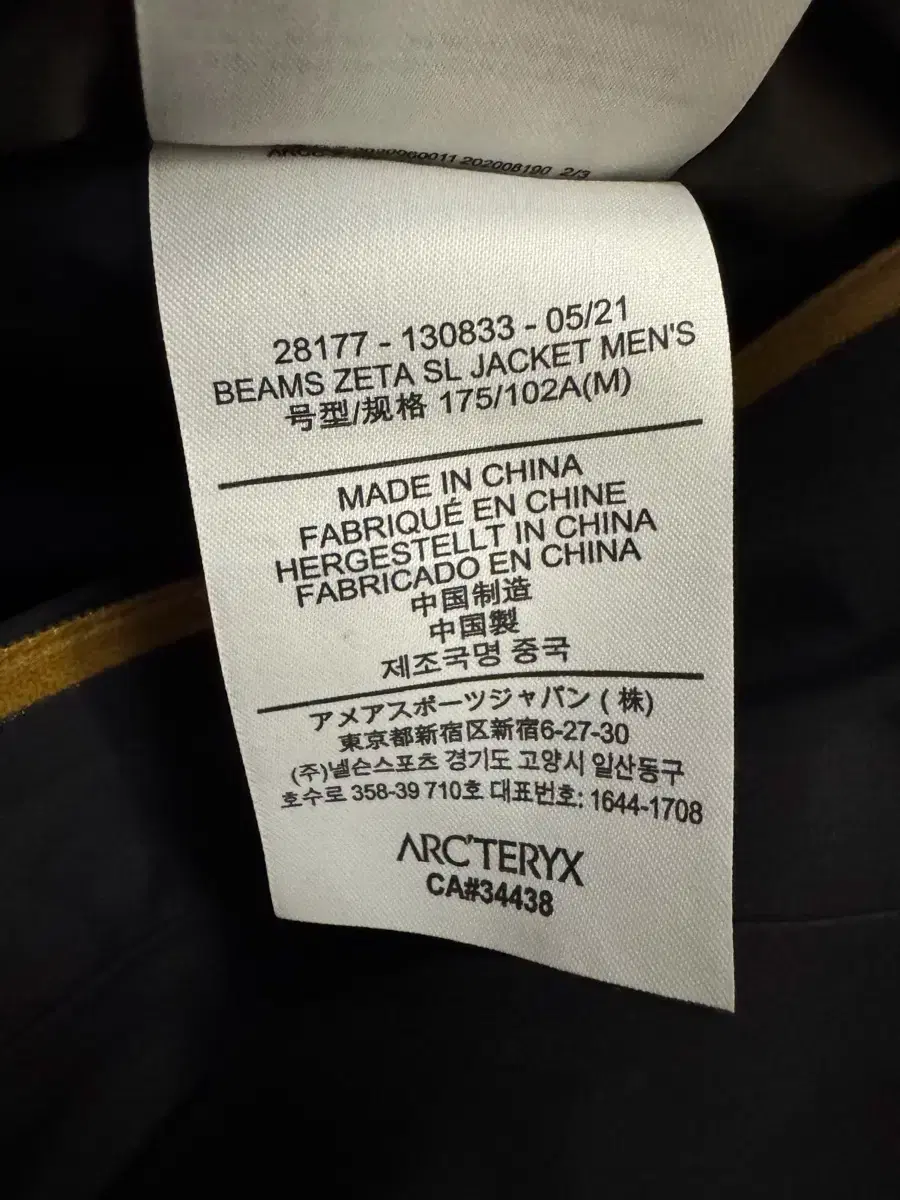 202008190 2/3
28177 - 130833 - 05/21
BEAMS ZETA SL JACKET MEN'S
号型/规格 175/102A(M)
MADE IN CHINA
FABRIQUÉ EN CHINE
HERGESTELLT IN CHINA
FABRICADO EN CHINA
中国制造
中国製
제조국명 중국
アメアスポーツジャパン ( 株)
東京都新宿区新宿6-27-30
(주)넬슨스포츠 경기도 고양시 일산동구
호수로 358-39 710호 대표번호: 1644-1708
ARC'TERYX
CA#34438